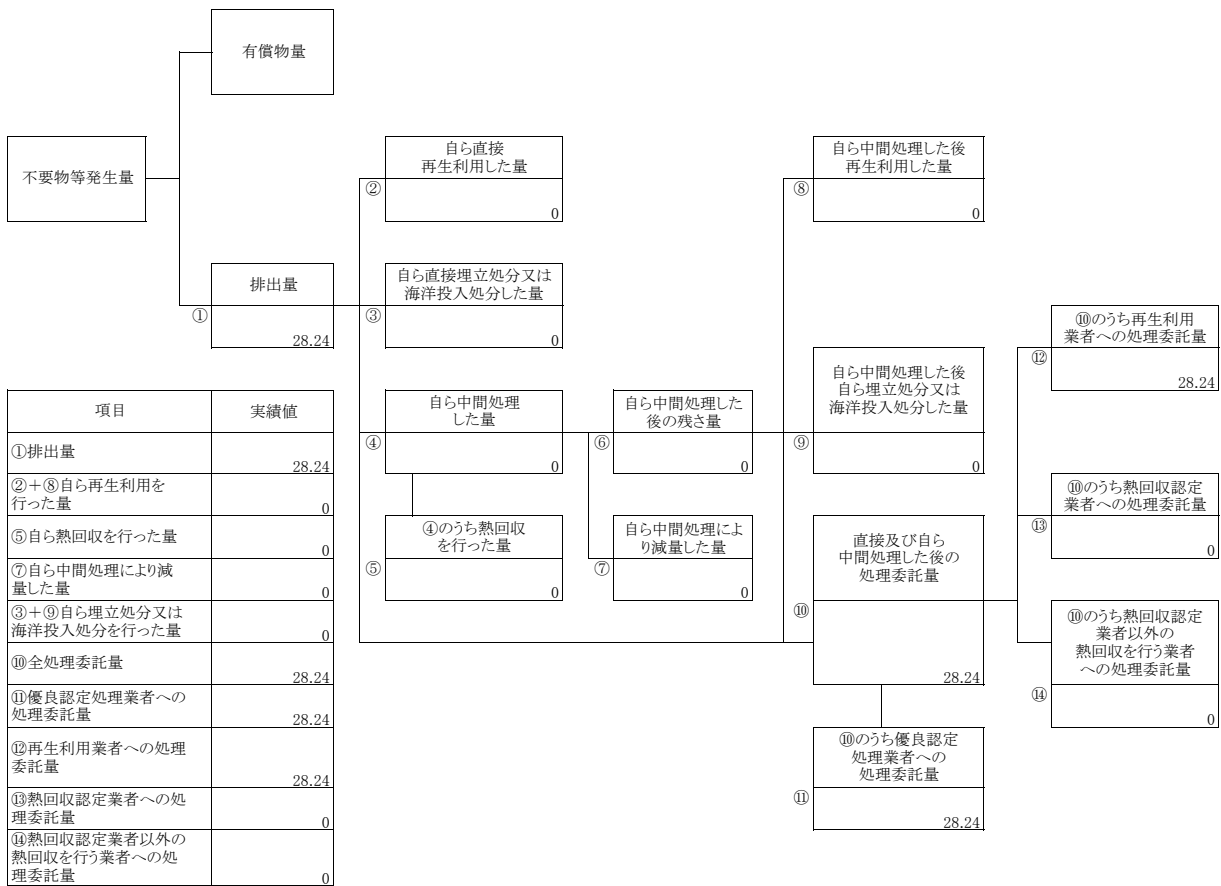 有償物量
不要物等発生量
排出量
①
28.24
自ら直接
再生利用した量
②
0
自ら直接埋立処分又は
海洋投入処分した量
③
0
自ら中間処理
した量
④
0
④のうち熱回収
を行った量
⑤
0
自ら中間処理した
後の残さ量
⑥
0
自ら中間処理によ
り減量した量
⑦
0
自ら中間処理した後
再生利用した量
⑧
0
自ら中間処理した後
自ら埋立処分又は
海洋投入処分した量
⑨
0
直接及び自ら
中間処理した後の
処理委託量
⑩
28.24
⑩のうち優良認定
処理業者への
処理委託量
⑪
28.24
⑩のうち再生利用
業者への処理委託量
⑫
28.24
⑩のうち熱回収認定
業者への処理委託量
⑬
0
⑩のうち熱回収認定
業者以外の
熱回収を行う業者
への処理委託量
⑭
0
項目 実績値
①排出量
28.24
②+⑧自ら再生利用を
行った量
0
⑤自ら熱回収を行った量
0
⑦自ら中間処理により減
量した量
0
③+⑨自ら埋立処分又は
海洋投入処分を行った量
0
⑩全処理委託量
28.24
⑪優良認定処理業者への
処理委託量
28.24
⑫再生利用業者への処理
委託量
28.24
⑬熱回収認定業者への処
理委託量
0
⑭熱回収認定業者以外の
熱回収を行う業者への処
理委託量
0